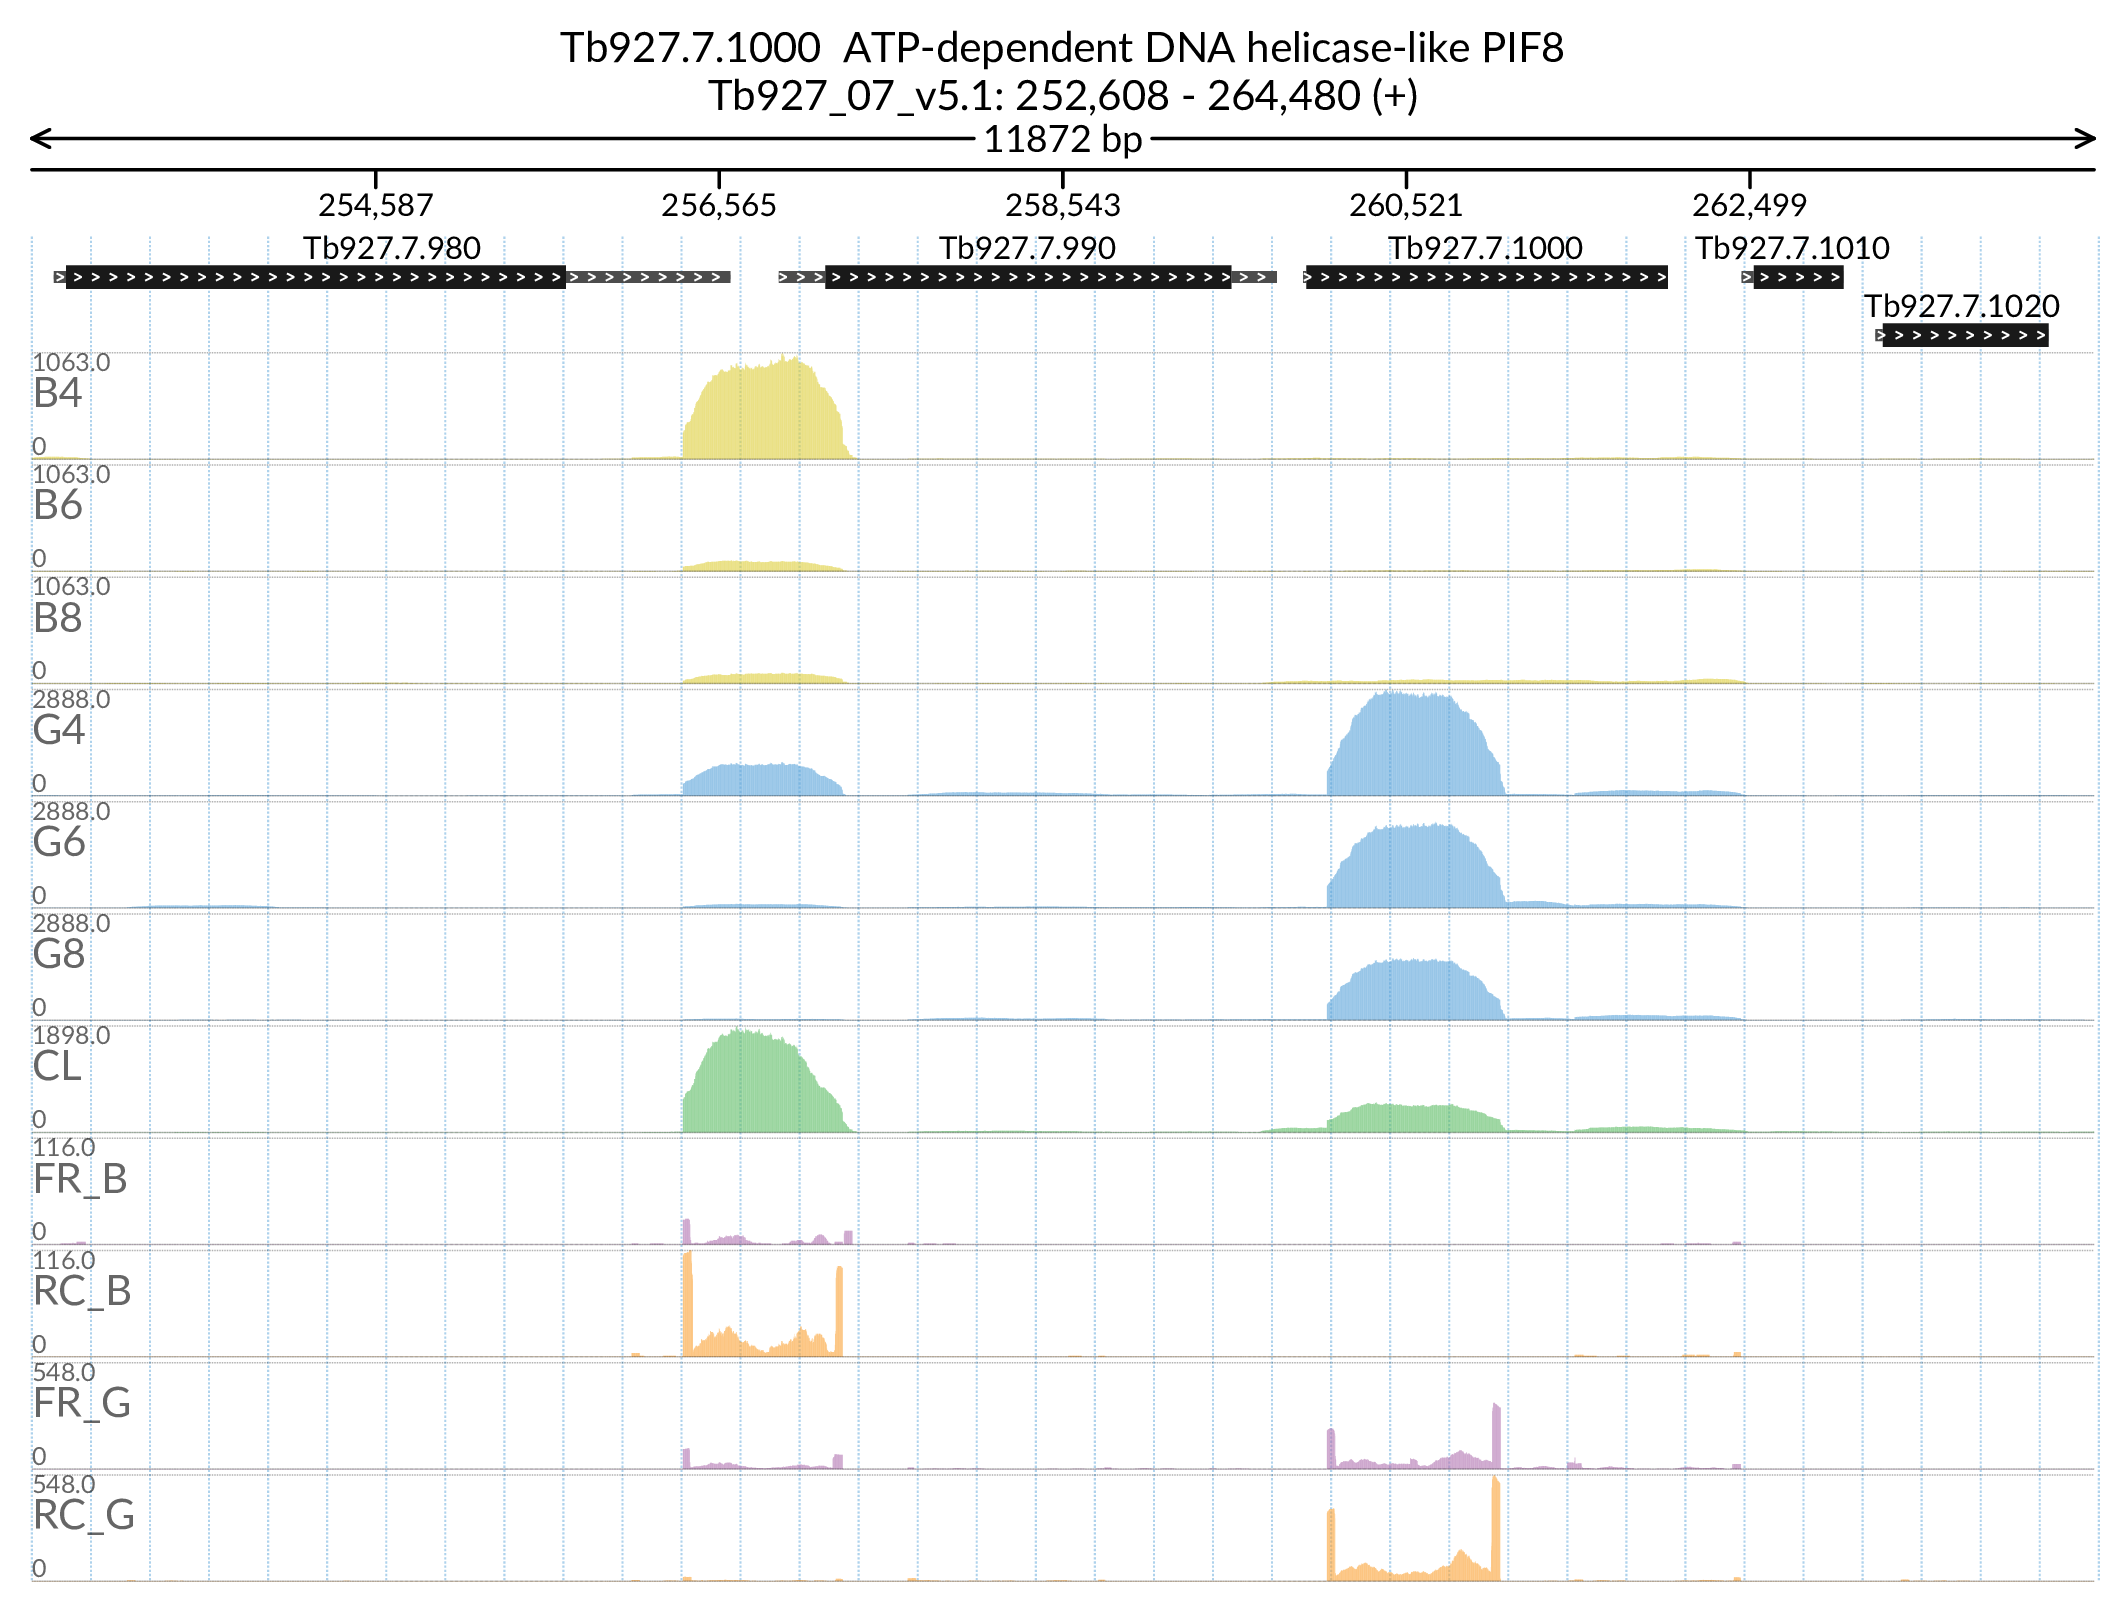 Tb927.7.1000 ATP-dependent DNA helicase-like PIF8
Tb927_07_v5.1: 252,608 - 264,480 (+)
11872 bp
254,587 256,565 258,543 260,521 262,499
Tb927.7.980 Tb927.7.990 Tb927.7.1000 Tb927.7.1010
Tb927.7.1020
1063.0
B4
0
1063.0
B6
0
1063.0
B8
0
2888.0
G4
0
2888.0
G6
0
2888.0
G8
0
1898.0
CL
0
116.0
FR_B
0
116.0
RC_B
0
548.0
FR_G
0
548.0
RC_G
0